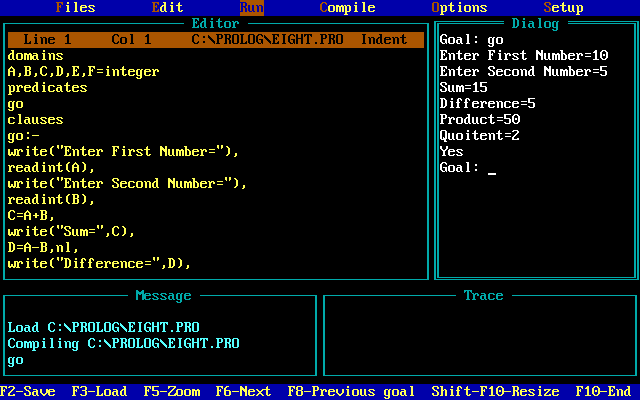 Files Edit Run Compile Options Setup
Editor
Line 1 Col 1 C:\PROLOG\EIGHT.PRO Indent
domains
A,B,C,D,E,F=integer
predicates
go
clauses
go:-
write("Enter First Number="),
readint(A),
write("Enter Second Number="),
readint(B),
C=A+B,
write("Sum=",C),
D=A-B,nl,
write("Difference=",D),
Dialog
Goal: go
Enter First Number=10
Enter Second Number=5
Sum=15
Difference=5
Product=50
Quoitent=2
Yes
Goal: _
Message
Load C:\PROLOG\EIGHT.PRO
Compiling C:\PROLOG\EIGHT.PRO
go
Trace
F2-Save F3-Load F5-Zoom F6-Next F8-Previous goal Shift-F10-Resize F10-End